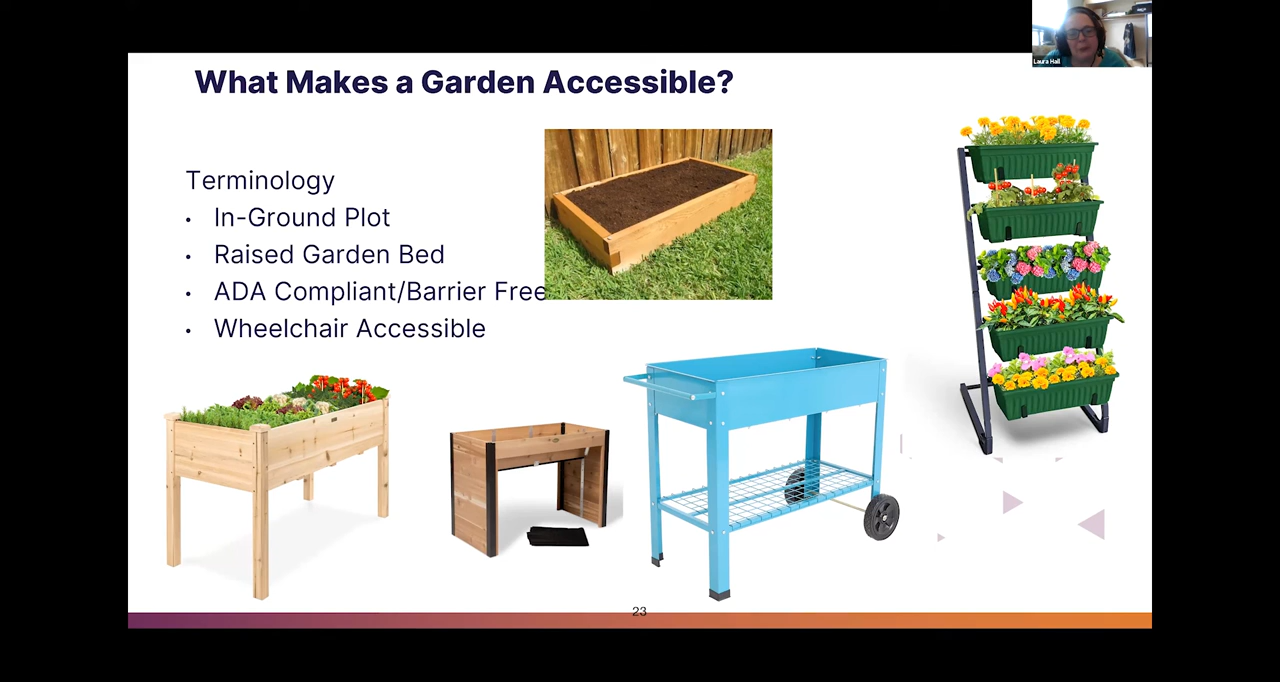 Laura Hall
What Makes a Garden Accessible?
Terminology
• In-Ground Plot
• Raised Garden Bed
• ADA Compliant/Barrier Free
• Wheelchair Accessible
23